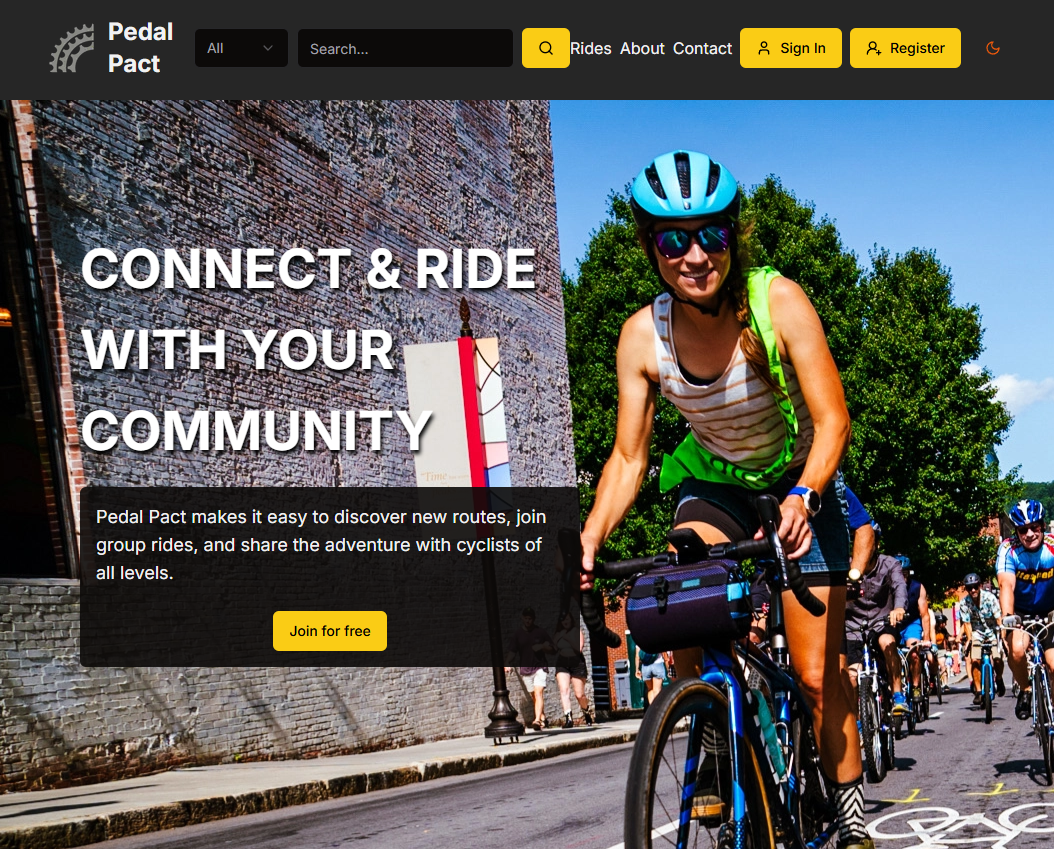 Pedal
Pact
All
Search...
Rides About Contact
Sign In
Register
CONNECT & RIDE
WITH YOUR
COMMUNITY
Pedal Pact makes it easy to discover new routes, join
group rides, and share the adventure with cyclists of
all levels.
Join for free